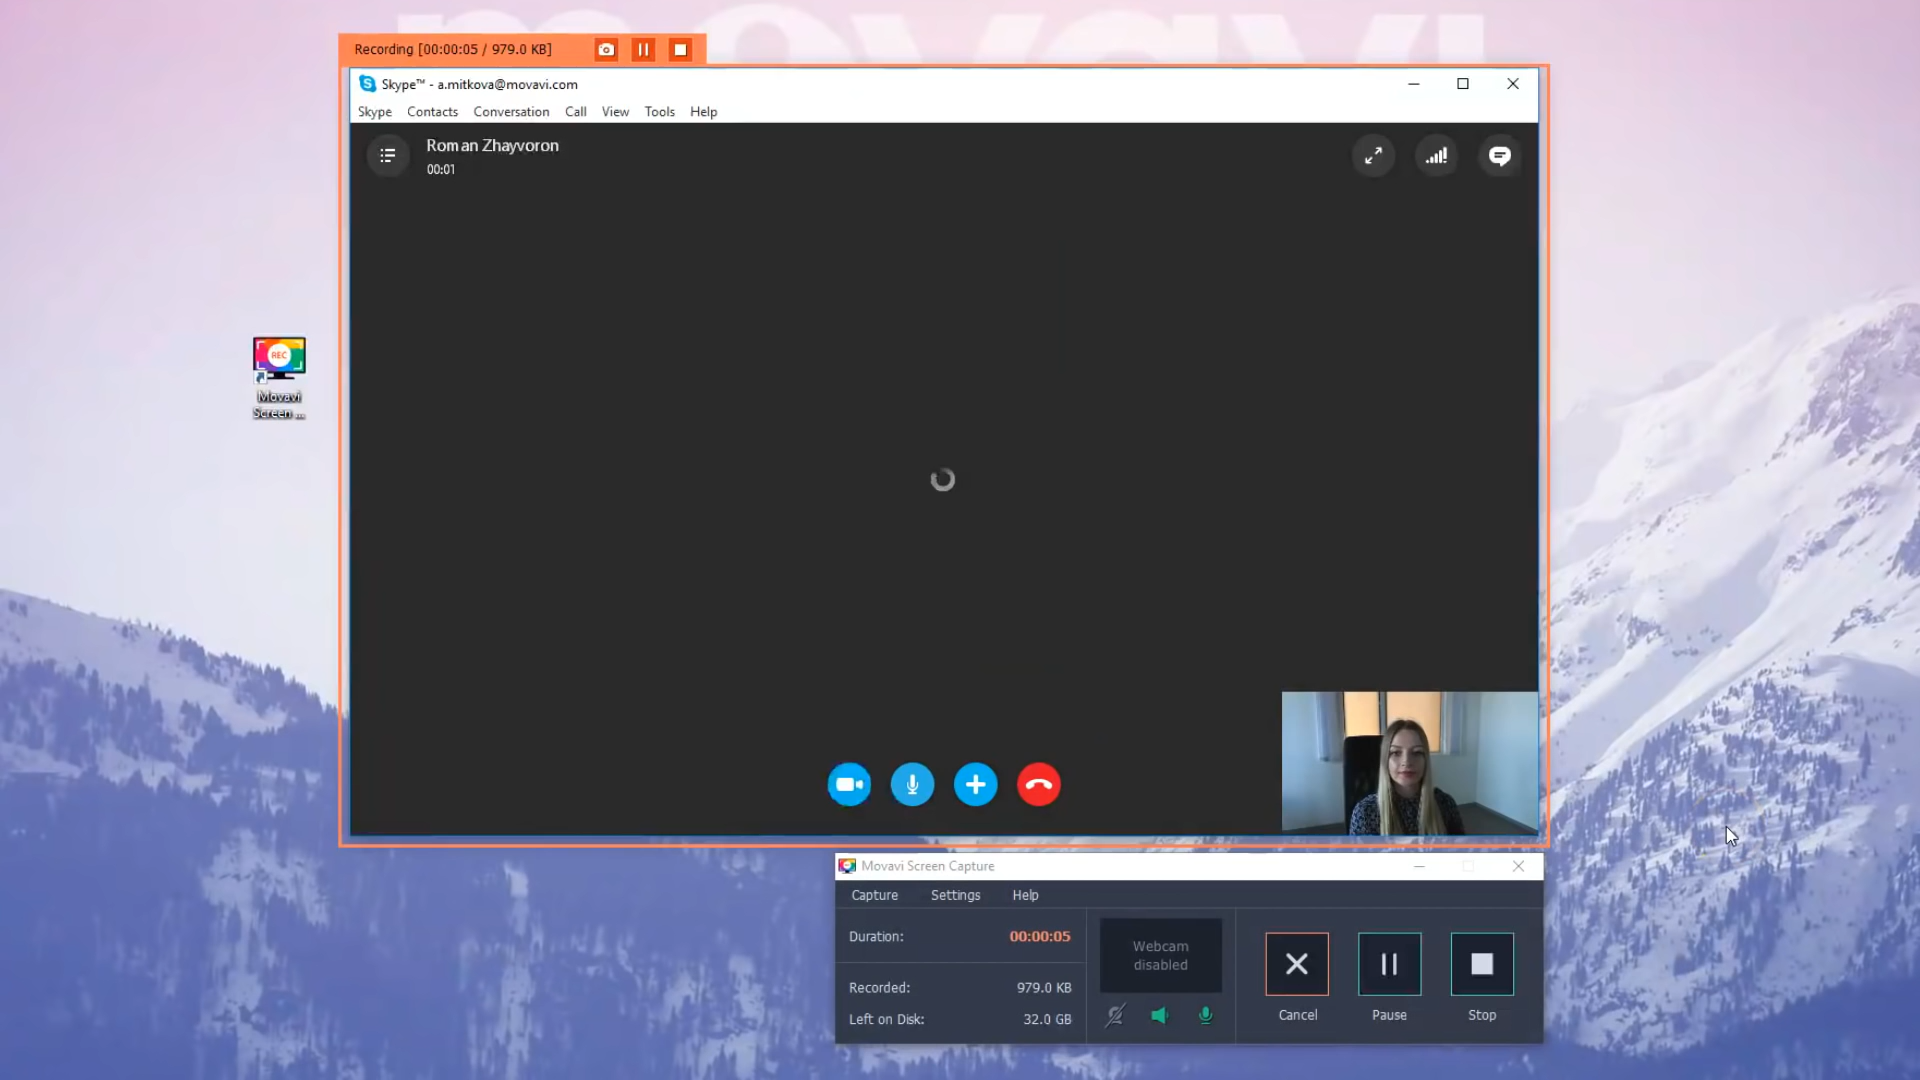 movavi
Recording [00:00:05 / 979.0 KB]
Skype™ - a.mitkova@movavi.com
Skype Contacts Conversation Call View Tools Help
Roman Zhayvoron
00:01
REC
Movavi
Screen ...
Movavi Screen Capture
Capture Settings Help
Duration: 00:00:05
Webcam
disabled
Recorded: 979.0 KB
Left on Disk: 32.0 GB
Cancel Pause Stop